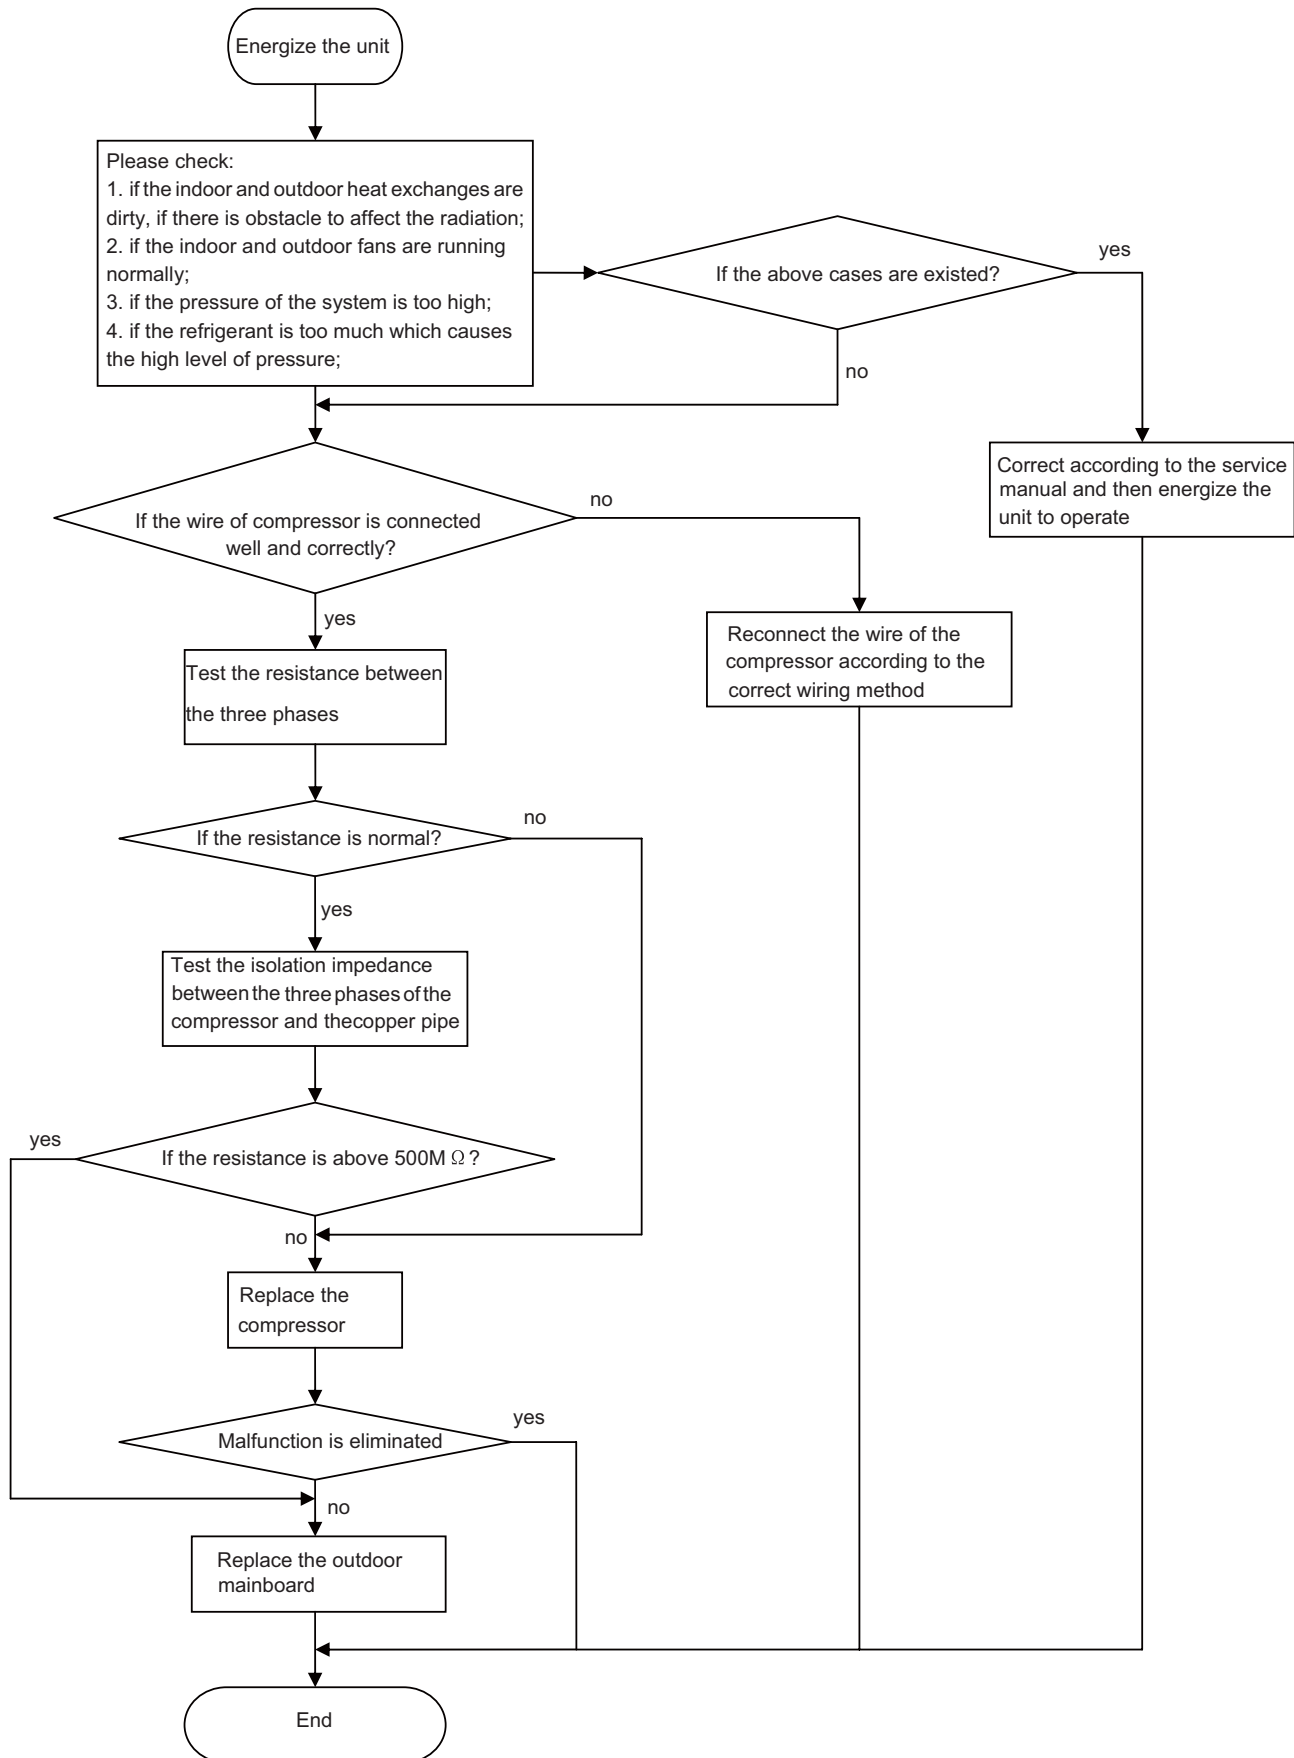 Energize the unit
Please check:
1. if the indoor and outdoor heat exchanges are
dirty, if there is obstacle to affect the radiation;
2. if the indoor and outdoor fans are running
normally;
3. if the pressure of the system is too high;
4. if the refrigerant is too much which causes
the high level of pressure;
If the above cases are existed?
yes
no
Correct according to the service
manual and then energize the
unit to operate
If the wire of compressor is connected
well and correctly?
no
yes
Reconnect the wire of the
compressor according to the
correct wiring method
Test the resistance between
the three phases
If the resistance is normal?
no
yes
Test the isolation impedance
between the three phases of the
compressor and thecopper pipe
yes
If the resistance is above 500M Ω?
no
Replace the
compressor
Malfunction is eliminated
yes
no
Replace the outdoor
mainboard
End